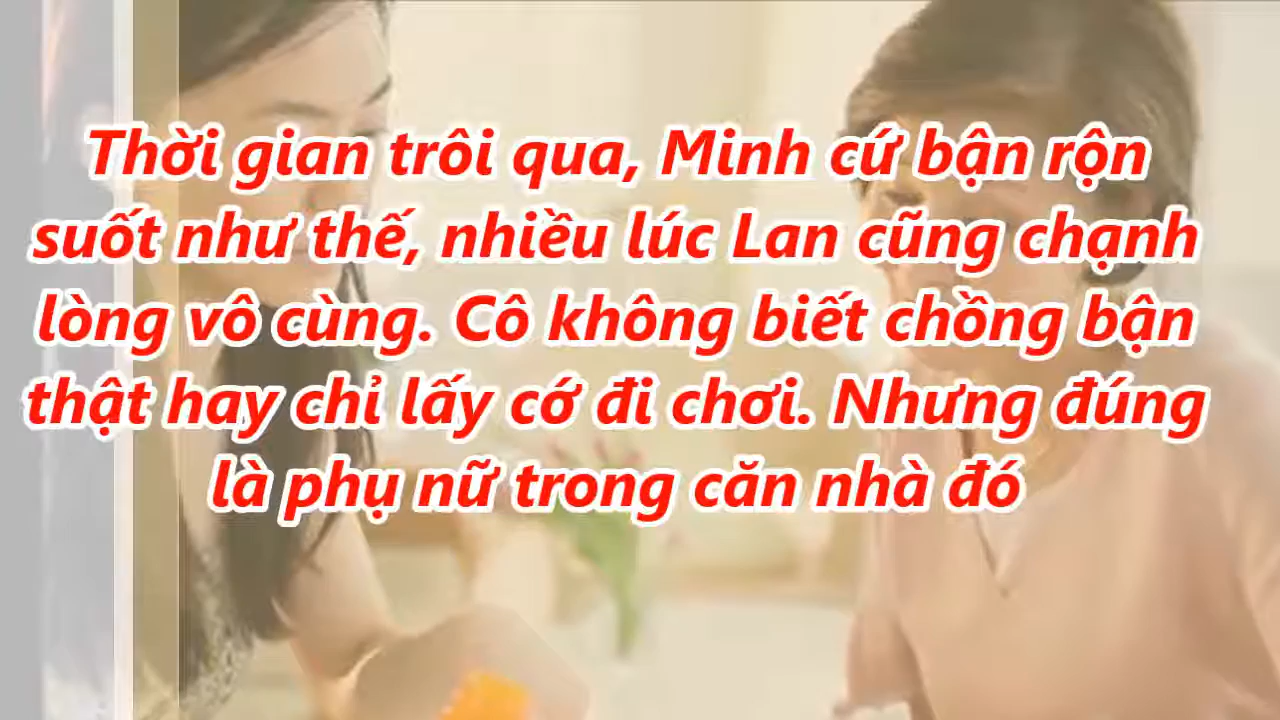 Thời gian trôi qua, Minh cứ bận rộn
suốt như thế, nhiều lúc Lan cũng chạnh
lòng vô cùng. Cô không biết chồng bận
thật hay chỉ lấy cớ đi chơi. Nhưng đúng
là phụ nữ trong căn nhà đó